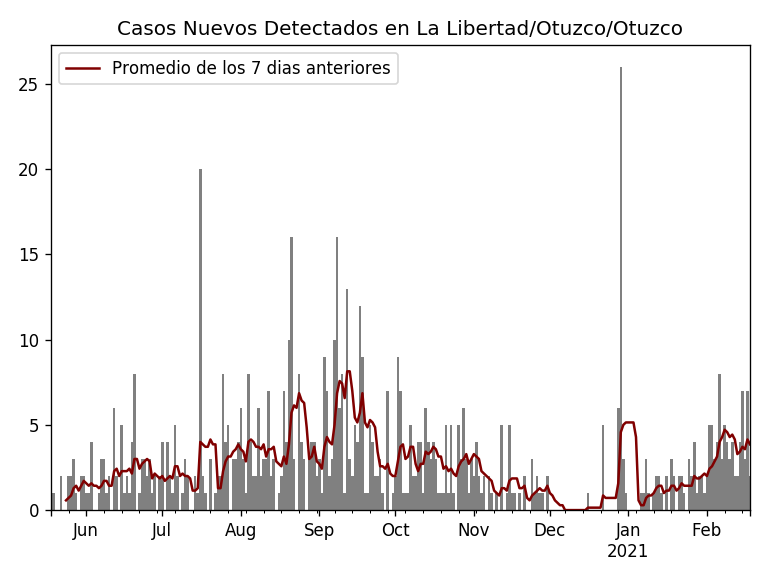 Casos Nuevos Detectados en La Libertad/Otuzco/Otuzco
Promedio de los 7 dias anteriores
25
20
15
10
5
0
Jun Jul Aug Sep Oct Nov Dec Jan Feb
2021